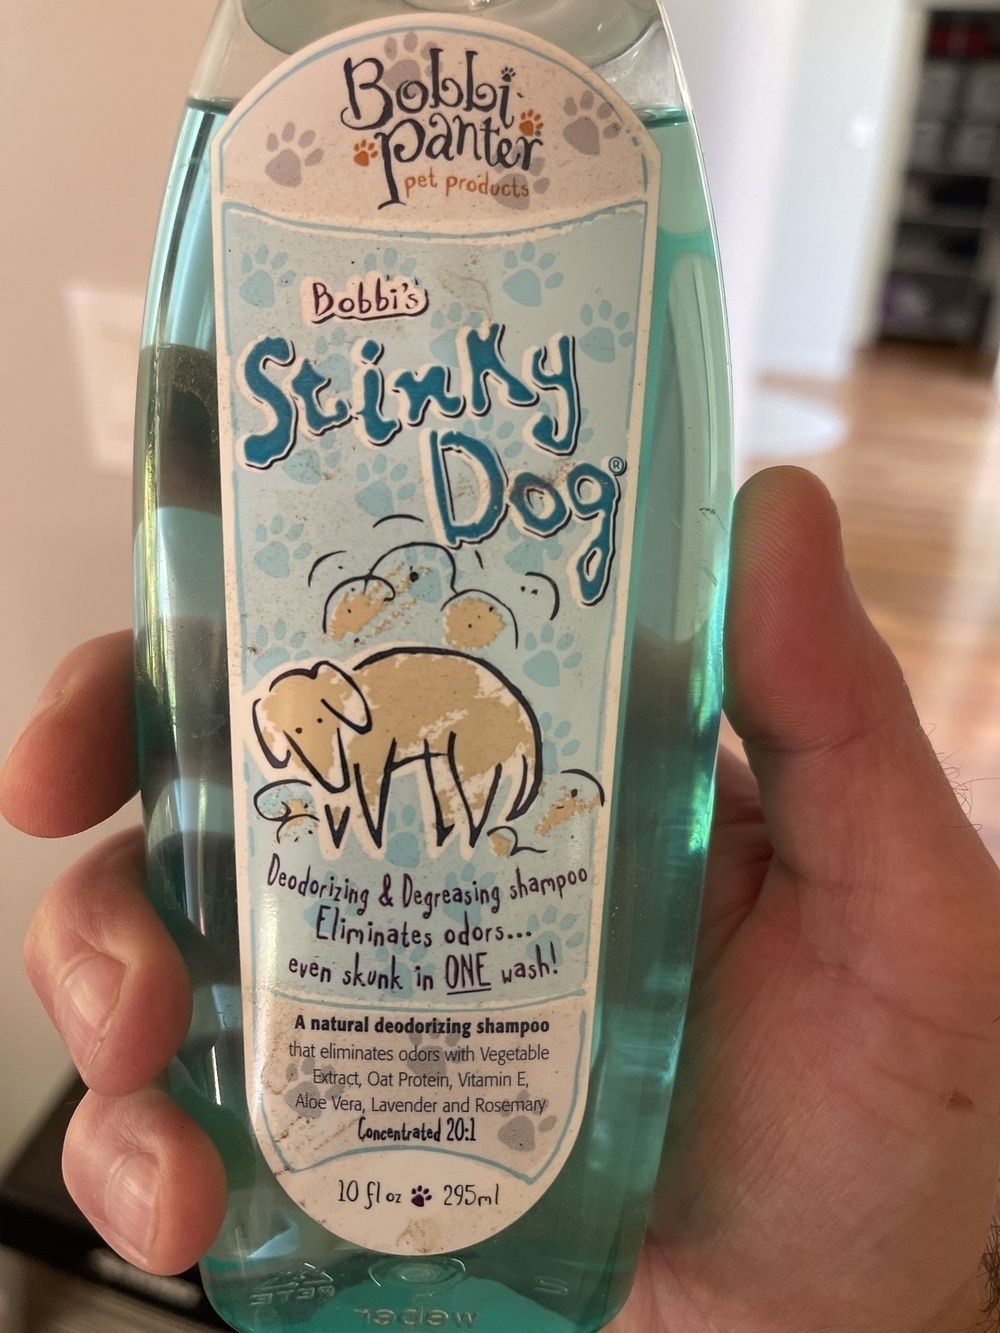 Bobbi
panter
pet products
Bobbi's
Stinky
Dog®
Deodorizing & Degreasing shampoo
Eliminates odors...
even skunk in ONE wash!
A natural deodorizing shampoo
that eliminates odors with Vegetable
Extract, Oat Protein, Vitamin E,
Aloe Vera, Lavender and Rosemary
Concentrated 20:1
10 fl oz 295ml
PETE
weber